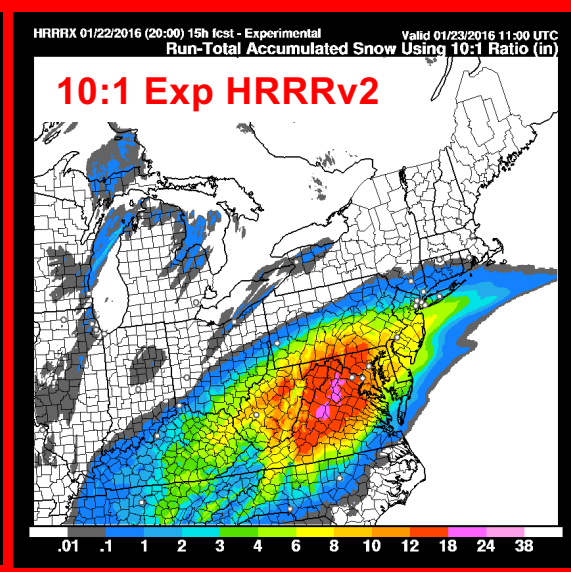 HRRRX 01/22/2016 (20:00) 15h fcst - Experimental Valid 01/23/2016 11:00 UTC
Run-Total Accumulated Snow Using 10:1 Ratio (in)
10:1 Exp HRRRv2
.01 .1 1 2 3 4 6 8 10 12 18 24 38